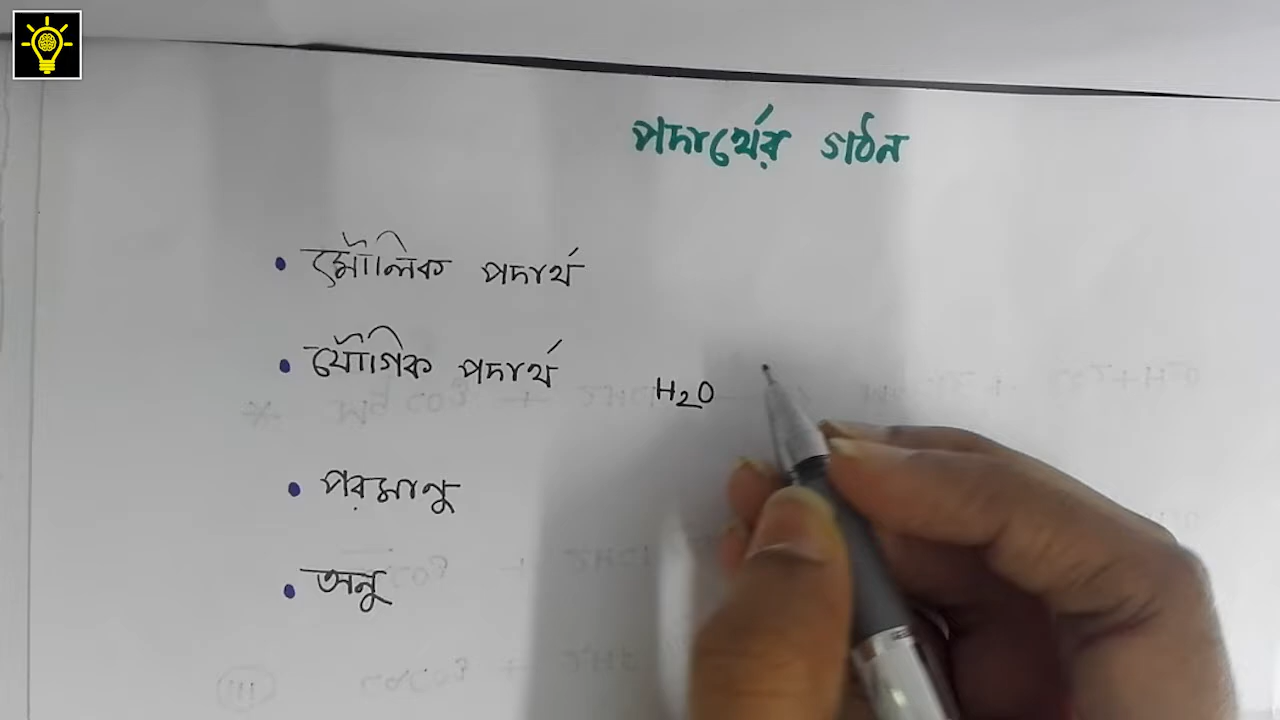 পদার্থের গঠন
মৌলিক পদার্থ
যৌগিক পদার্থ H₂O
পরমানু
অনু